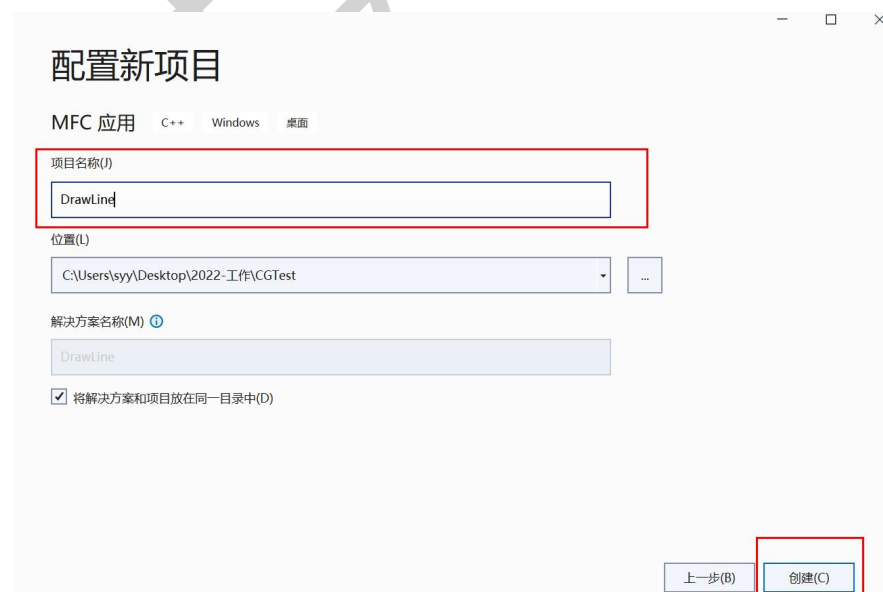 配置新项目
MFC 应用 C++ Windows 桌面
项目名称(J)
DrawLine
位置(L)
C:\Users\syy\Desktop\2022-工作\CGTest
...
解决方案名称(M)
DrawLine
将解决方案和项目放在同一目录中(D)
上一步(B) 创建(C)